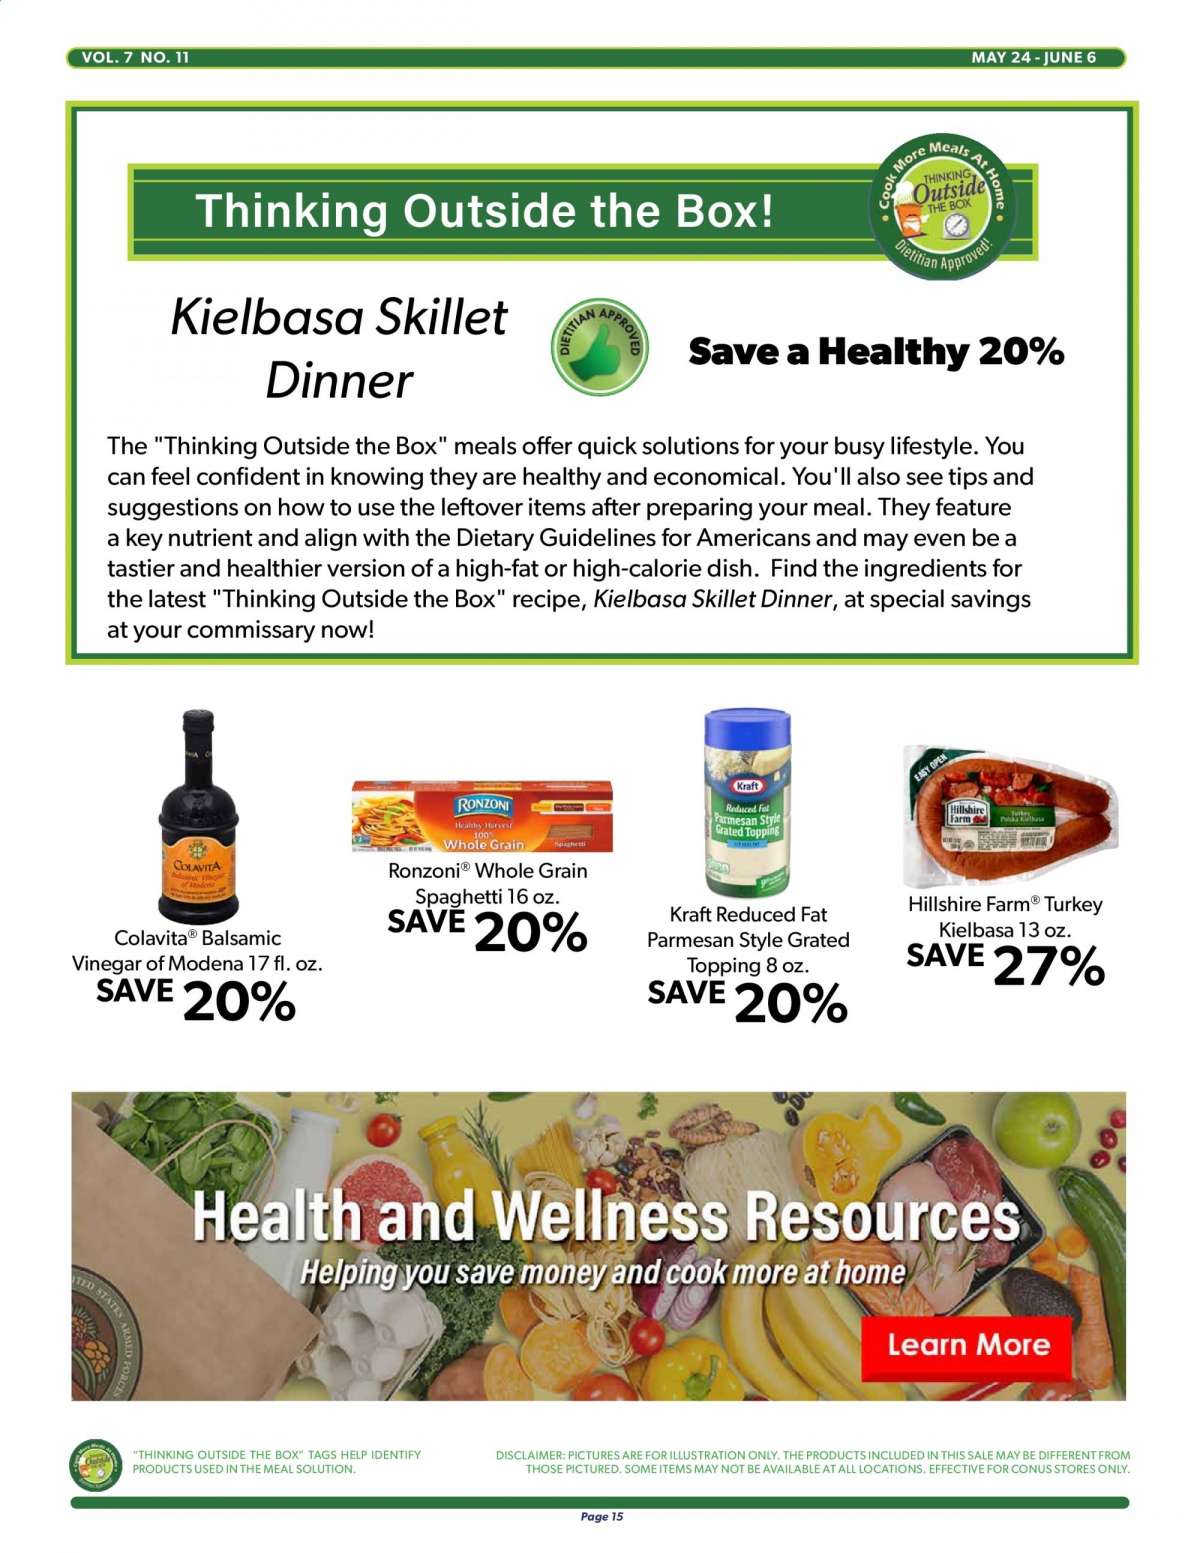 VOL. 7 NO. 11
MAY 24 - JUNE 6
Thinking Outside the Box!
Cook More Meals At Home
THINKING
Outside
THE BOX
Dietitian Approved!
Kielbasa Skillet
Dinner
DIETITIAN APPROVED
Save a Healthy 20%
The "Thinking Outside the Box" meals offer quick solutions for your busy lifestyle. You
can feel confident in knowing they are healthy and economical. You'll also see tips and
suggestions on how to use the leftover items after preparing your meal. They feature
a key nutrient and align with the Dietary Guidelines for Americans and may even be a
tastier and healthier version of a high-fat or high-calorie dish. Find the ingredients for
the latest "Thinking Outside the Box" recipe, Kielbasa Skillet Dinner, at special savings
at your commissary now!
COLAVITA
Balsamic Vinegar
of Modena
Colavita® Balsamic
Vinegar of Modena 17 fl. oz.
SAVE 20%
RONZONI
Healthy Harvest
100%
Whole Grain
Spaghetti
Ronzoni® Whole Grain
Spaghetti 16 oz.
SAVE 20%
Kraft
Reduced Fat
Parmesan Style
Grated Topping
Kraft Reduced Fat
Parmesan Style Grated
Topping 8 oz.
SAVE 20%
EASY OPEN
Hillshire
Farm
Turkey
Polska Kielbasa
Hillshire Farm® Turkey
Kielbasa 13 oz.
SAVE 27%
Health and Wellness Resources
Helping you save money and cook more at home
Learn More
ITED STATES ARMED FORCES
"THINKING OUTSIDE THE BOX" TAGS HELP IDENTIFY
PRODUCTS USED IN THE MEAL SOLUTION.
DISCLAIMER: PICTURES ARE FOR ILLUSTRATION ONLY. THE PRODUCTS INCLUDED IN THIS SALE MAY BE DIFFERENT FROM
THOSE PICTURED. SOME ITEMS MAY NOT BE AVAILABLE AT ALL LOCATIONS. EFFECTIVE FOR CONUS STORES ONLY.
Page 15